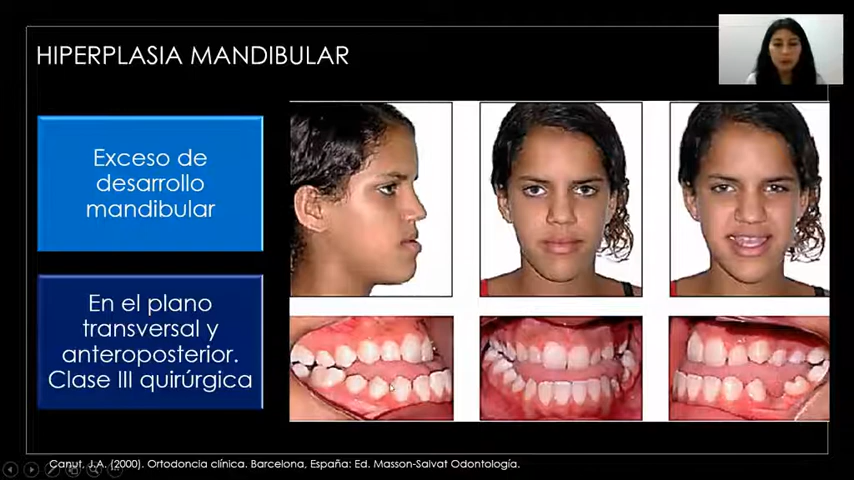 HIPERPLASIA MANDIBULAR
Exceso de
desarrollo
mandibular
En el plano
transversal y
anteroposterior.
Clase III quirúrgica
Canut, J.A. (2000). Ortodoncia clínica. Barcelona, España: Ed. Masson-Salvat Odontología.